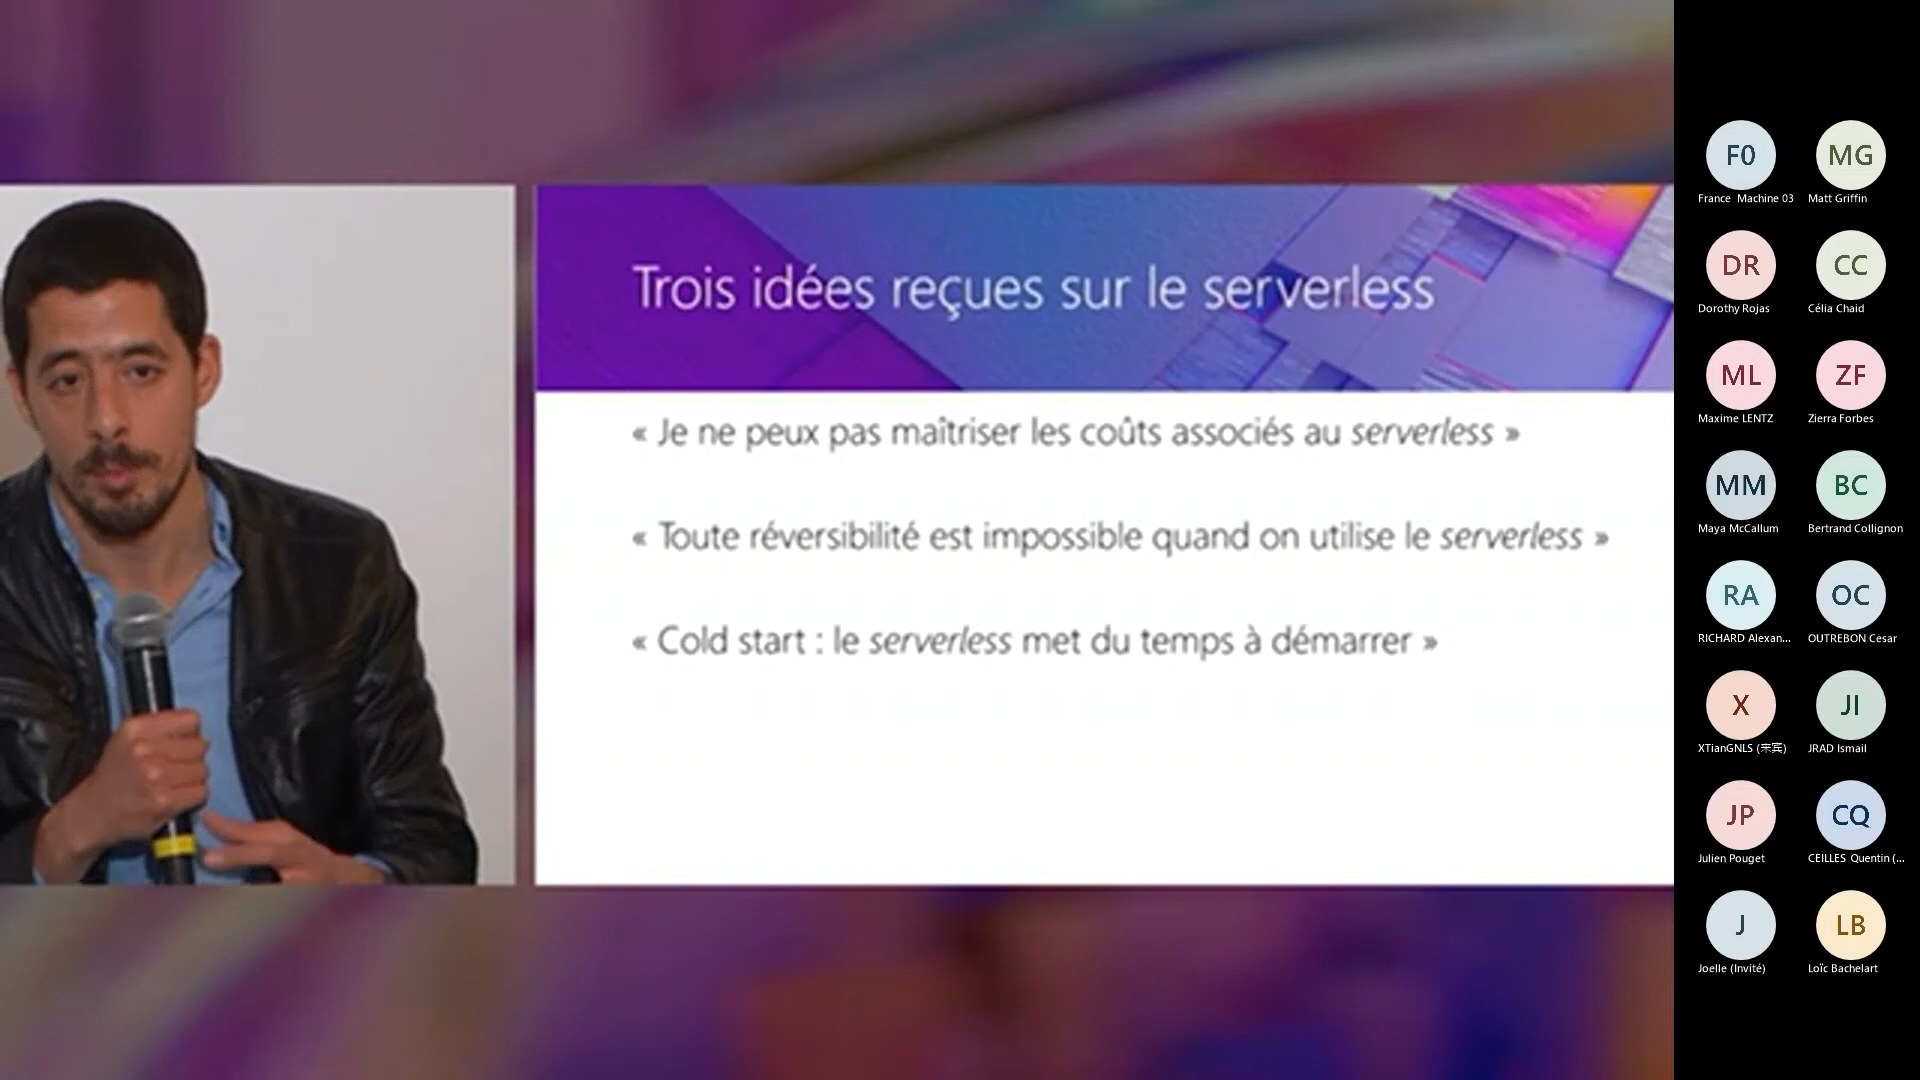 Trois idées reçues sur le serverless
« Je ne peux pas maîtriser les coûts associés au serverless »
« Toute réversibilité est impossible quand on utilise le serverless »
« Cold start : le serverless met du temps à démarrer »
F0 MG
France Machine 03 Matt Griffin
DR CC
Dorothy Rojas Célia Chaid
ML ZF
Maxime LENTZ Zierra Forbes
MM BC
Maya McCallum Bertrand Collignon
RA OC
RICHARD Alexan... OUTREBON Cesar
X JI
XTianGNLS (来宾) JRAD Ismail
JP CQ
Julien Pouget CEILLES Quentin (...
J LB
Joelle (Invité) Loïc Bachelart